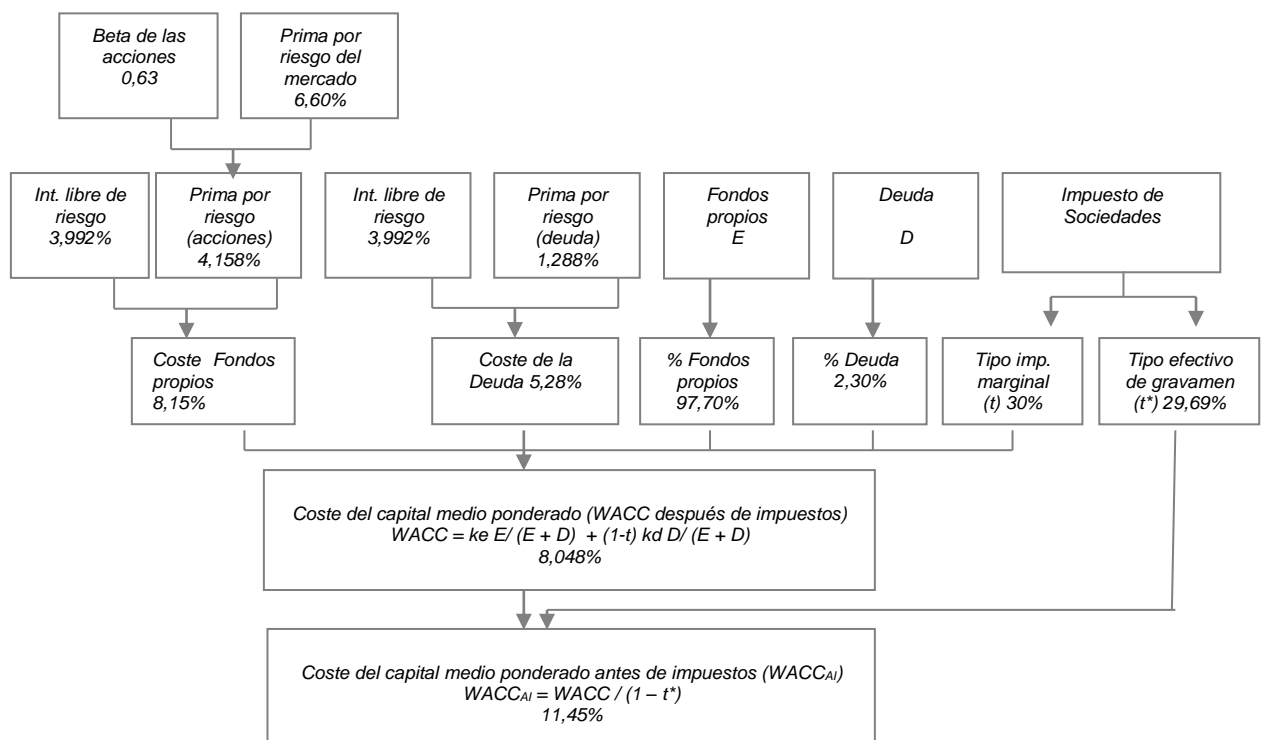 Beta de las
acciones
0,63
Prima por
riesgo del
mercado
6,60%
Int. libre de
riesgo
3,992%
Prima por
riesgo
(acciones)
4,158%
Int. libre de
riesgo
3,992%
Prima por
riesgo
(deuda)
1,288%
Fondos
propios
E
Deuda
D
Impuesto de
Sociedades
Coste Fondos
propios
8,15%
Coste de la
Deuda 5,28%
% Fondos
propios
97,70%
% Deuda
2,30%
Tipo imp.
marginal
(t) 30%
Tipo efectivo
de gravamen
(t*) 29,69%
Coste del capital medio ponderado (WACC después de impuestos)
WACC = ke E/ (E + D) + (1-t) kd D/ (E + D)
8,048%
Coste del capital medio ponderado antes de impuestos (WACCAI)
WACCAI = WACC / (1 – t*)
11,45%